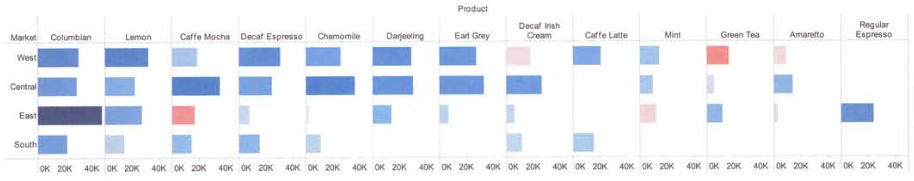 Product
Market Columbian Lemon Caffe Mocha Decaf Espresso Chamomile Darjeeling Earl Grey Decaf Irish Cream Caffe Latte Mint Green Tea Amaretto Regular Espresso
West
Central
East
South
0K 20K 40K 0K 20K 40K 0K 20K 40K 0K 20K 40K 0K 20K 40K 0K 20K 40K 0K 20K 40K 0K 20K 40K 0K 20K 40K 0K 20K 40K 0K 20K 40K 0K 20K 40K 0K 20K 40K